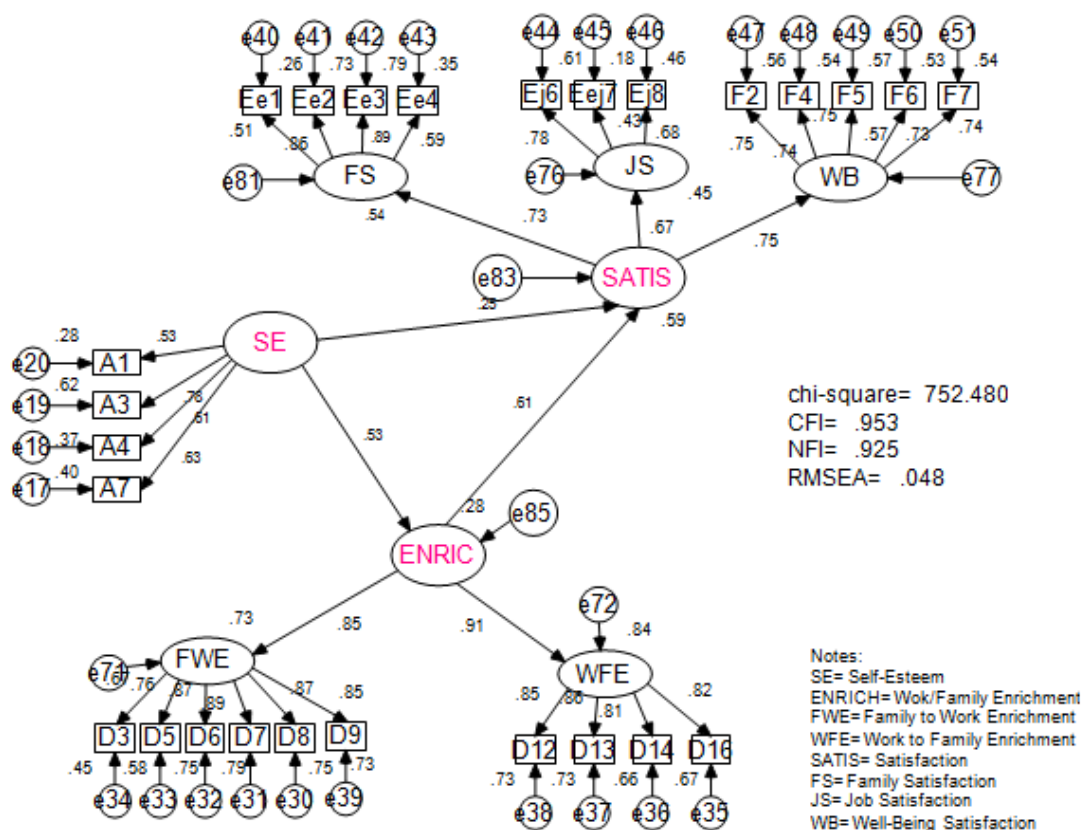 e40 e41 e42 e43 e44 e45 e46 e47 e48 e49 e50 e51
.26 .73 .79 .35 .61 .18 .46 .56 .54 .57 .53 .54
Ee1 Ee2 Ee3 Ee4 Ej6 Eej7 Ej8 F2 F4 F5 F6 F7
.51 .86 .89 .59 .78 .43 .68 .75 .74 .75 .57 .73 .74
e81 FS e76 JS WB e77
.54 .73 .45 .67 .75
e83 SATIS
.25 .59
SE
.28 .53
e20 A1
.62 .78
e19 A3
.61
e18 .37 A4
.63
.40
e17 A7
.53 .61
chi-square= 752.480
CFI= .953
NFI= .925
RMSEA= .048
.28 e85
ENRIC
e72
.73 .85 .91 .84
e71 FWE WFE
.67 .76 .87 .89 .87 .85 .85 .86 .81 .82
D3 D5 D6 D7 D8 D9 D12 D13 D14 D16
.45 .58 .75 .79 .75 .73 .73 .73 .66 .67
e34 e33 e32 e31 e30 e39 e38 e37 e36 e35
Notes:
SE= Self-Esteem
ENRICH= Wok/Family Enrichment
FWE= Family to Work Enrichment
WFE= Work to Family Enrichment
SATIS= Satisfaction
FS= Family Satisfaction
JS= Job Satisfaction
WB= Well-Being Satisfaction